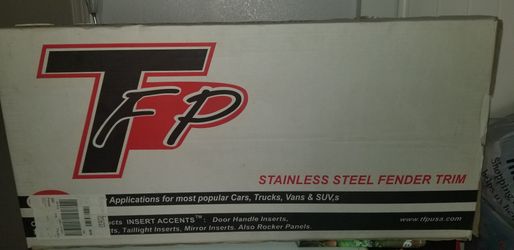 TFP
STAINLESS STEEL FENDER TRIM
Applications for most popular Cars, Trucks, Vans & SUV,s
INSERT ACCENTS™: Door Handle Inserts,
Taillight Inserts, Mirror Inserts. Also Rocker Panels.
www.tfpusa.com